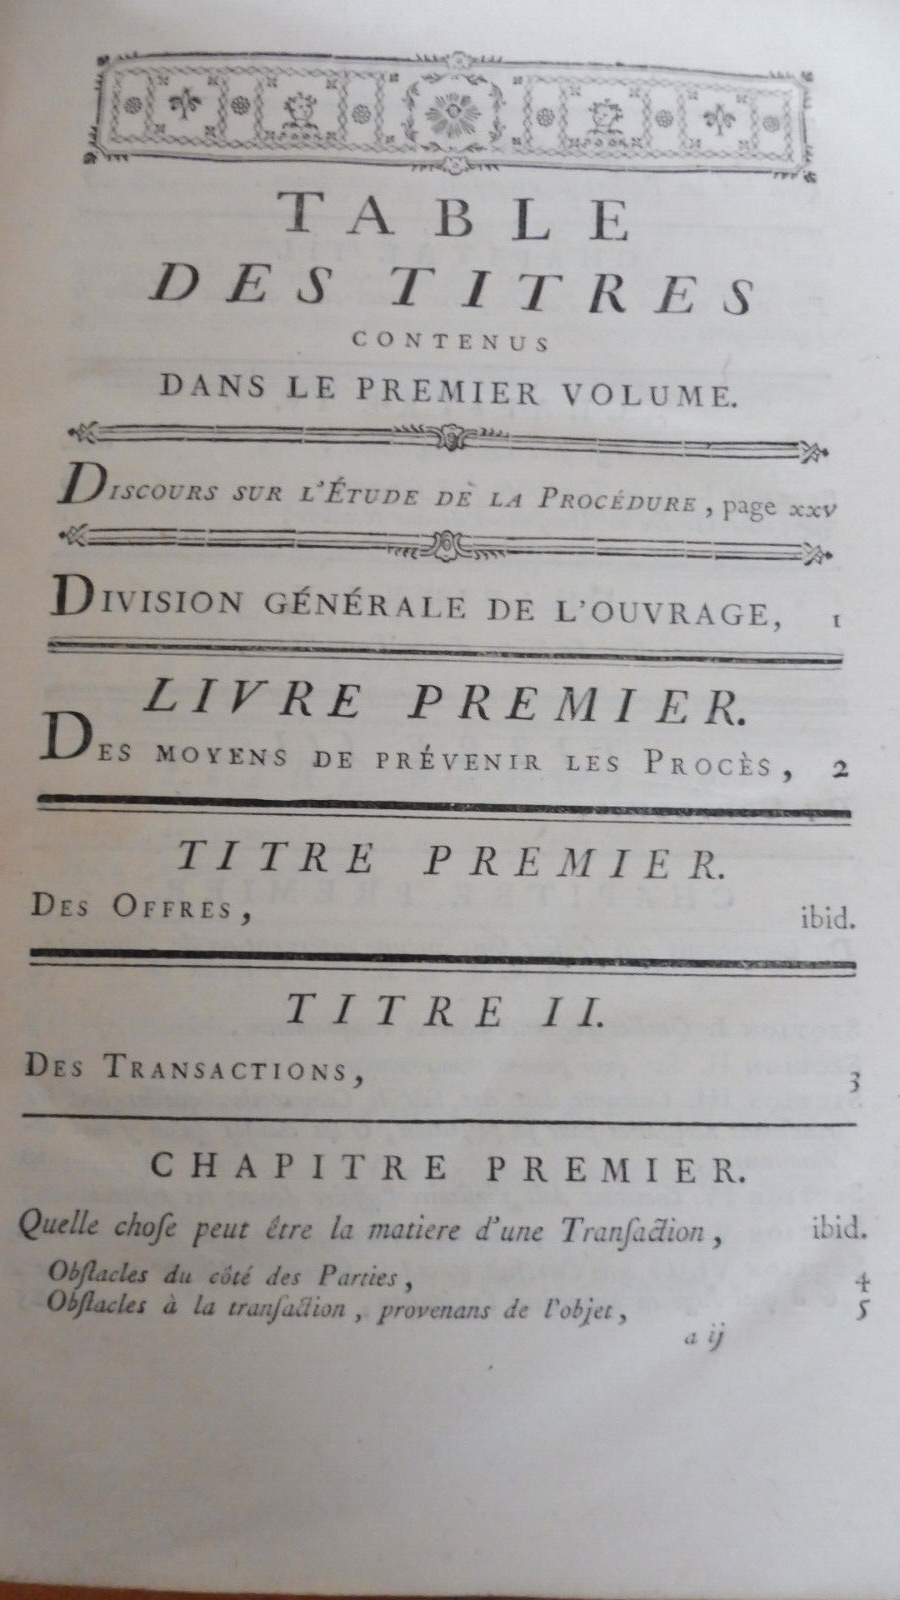 TABLE
DES TITRES
CONTENUS
DANS LE PREMIER VOLUME.
DISCOURS SUR L'ÉTUDE DE LA PROCÉDURE, page xxv
DIVISION GÉNÉRALE DE L'OUVRAGE, 1
LIVRE PREMIER.
DES MOYENS DE PRÉVENIR LES PROCÈS, 2
TITRE PREMIER.
DES OFFRES, ibid.
TITRE II.
DES TRANSACTIONS, 3
CHAPITRE PREMIER.
Quelle choſe peut être la matiere d'une Tranſaction, ibid.
Obſtacles du côté des Parties, 4
Obſtacles à la tranſaction, provenans de l'objet, 5
a ij